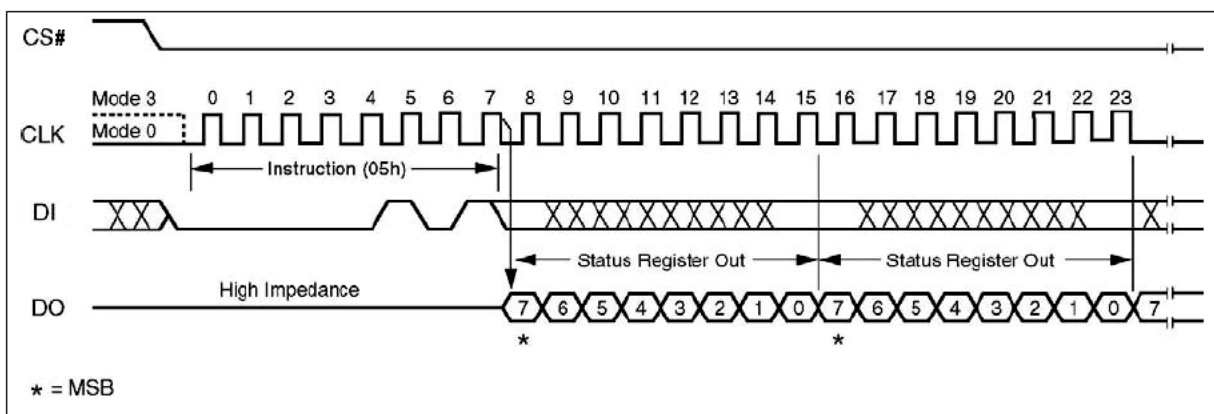 CS#
Mode 3 0 1 2 3 4 5 6 7 8 9 10 11 12 13 14 15 16 17 18 19 20 21 22 23
CLK Mode 0
Instruction (05h)
DI
Status Register Out Status Register Out
High Impedance
DO 7 6 5 4 3 2 1 0 7 6 5 4 3 2 1 0 7
* *
* = MSB